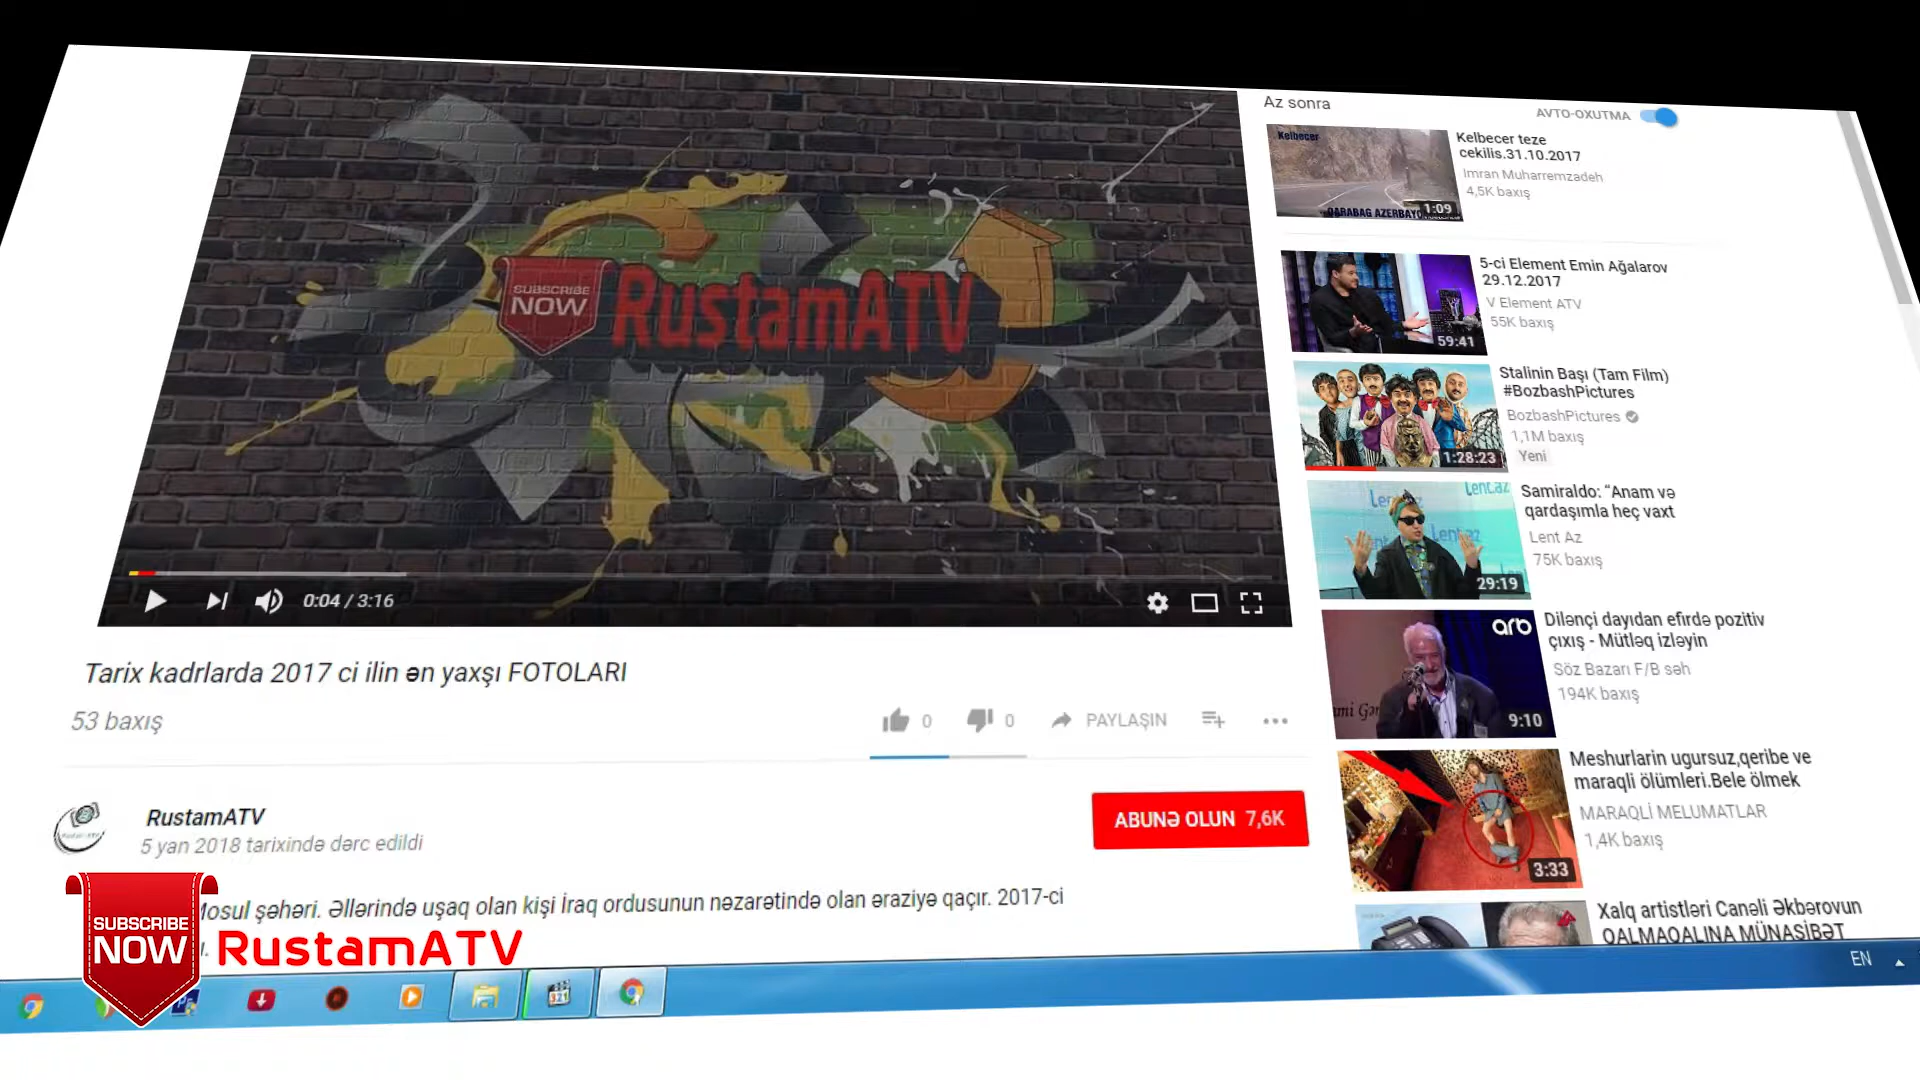 SUBSCRIBE
NOW
RustamATV
0:04 / 3:16
Tarix kadrlarda 2017 ci ilin ən yaxşı FOTOLARI
53 baxış
0
0
PAYLAŞIN
RustamATV
5 yan 2018 tarixində dərc edildi
ABUNƏ OLUN 7,6K
Mosul şəhəri. Əllərində uşaq olan kişi İraq ordusunun nəzarətində olan əraziyə qaçır. 2017-ci
SUBSCRIBE
NOW
RustamATV
Az sonra
AVTO-OXUTMA
Kelbecer
QARABAG
1:09
Kelbecer teze
cekilis.31.10.2017
Imran Muharremzadeh
4,5K baxış
59:41
5-ci Element Emin Ağalarov
29.12.2017
V Element ATV
55K baxış
1:28:23
Stalinin Başı (Tam Film)
#BozbashPictures
BozbashPictures
1,1M baxış
Yeni
Lent.az
29:19
Samiraldo: “Anam və
qardaşımla heç vaxt
Lent Az
75K baxış
arb
9:10
Dilənçi dayıdan efirdə pozitiv
çıxış - Mütləq izləyin
Söz Bazarı F/B səh
194K baxış
3:33
Meshurlarin ugursuz,qeribe ve
maraqli ölümleri.Bele ölmek
MARAQLİ MELUMATLAR
1,4K baxış
Xalq artistləri Canəli Əkbərovun
QALMAQALINA MÜNASİBƏT
EN